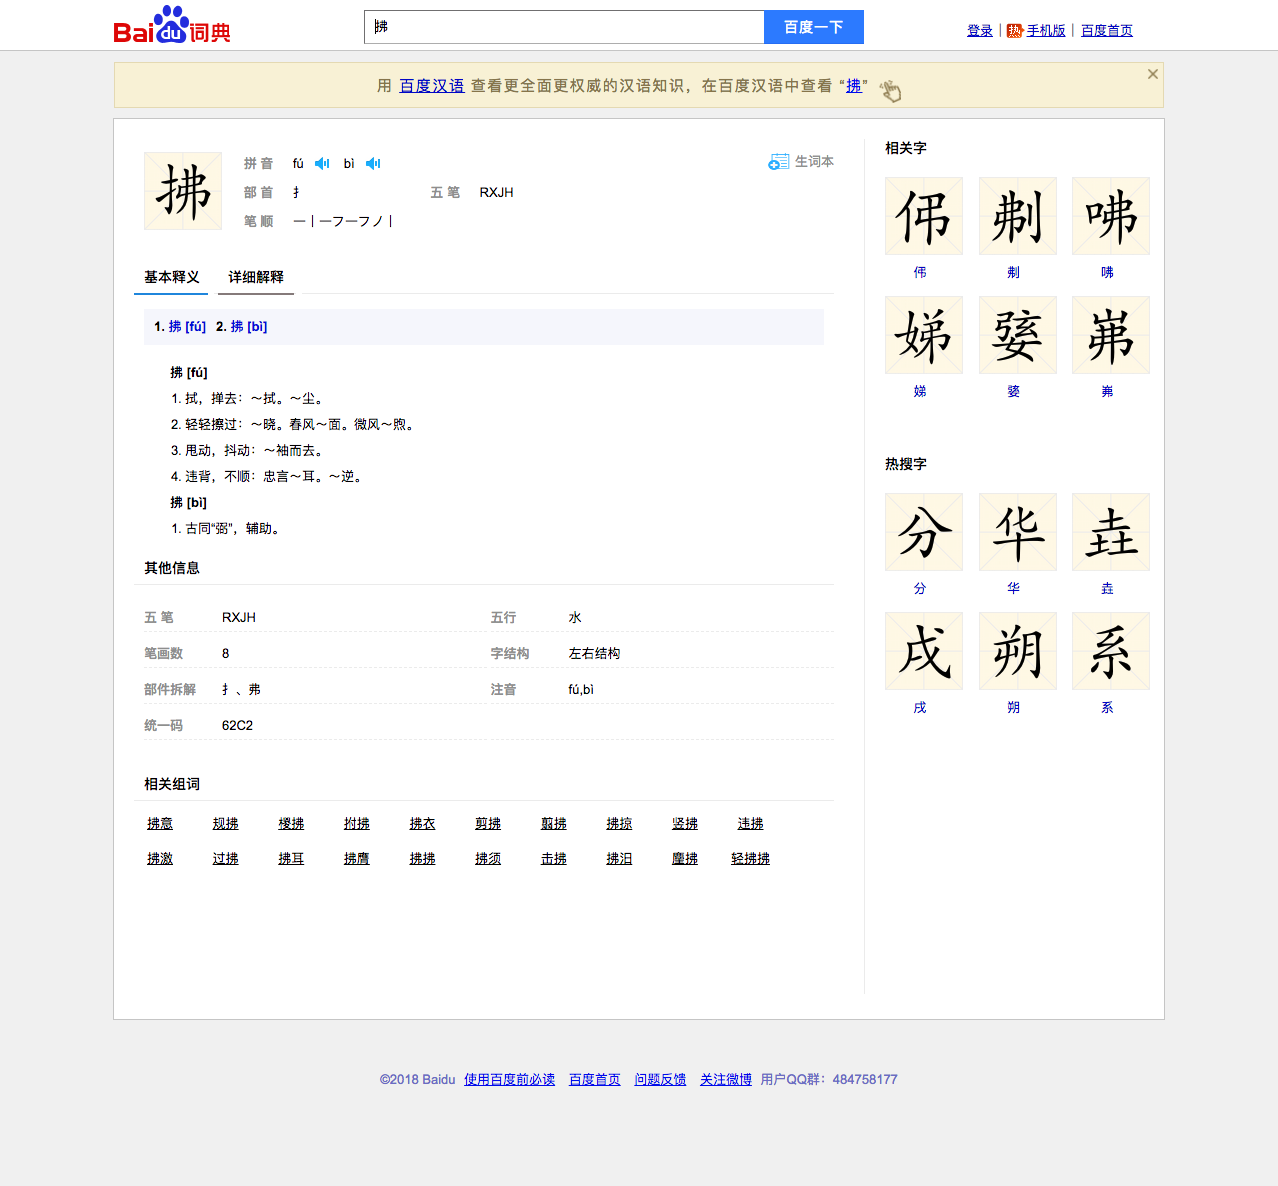 Baidu词典
拂
百度一下
登录 | 热 手机版 | 百度首页
用 百度汉语 查看更全面更权威的汉语知识，在百度汉语中查看 “拂”
拂
拼 音 fú bì
生词本
部 首 扌 五 笔 RXJH
笔 顺 一丨一フ一フノ丨
基本释义 详细解释
1. 拂 [fú] 2. 拂 [bì]
拂 [fú]
1. 拭，掸去：～拭。～尘。
2. 轻轻擦过：～晓。春风～面。微风～煦。
3. 甩动，抖动：～袖而去。
4. 违背，不顺：忠言～耳。～逆。
拂 [bì]
1. 古同“弼”，辅助。
其他信息
五 笔 RXJH 五行 水
笔画数 8 字结构 左右结构
部件拆解 扌、弗 注音 fú,bì
统一码 62C2
相关组词
拂意 规拂 樱拂 拊拂 拂衣 剪拂 翦拂 拂掠 竖拂 违拂
拂激 过拂 拂耳 拂膺 拂拂 拂须 击拂 拂汩 麈拂 轻拂拂
相关字
伄 剕 咈
伄 剕 咈
娣 婱 岪
娣 岪
热搜字
分 华 垚
分 华 垚
戌 朔 系
戌 朔 系
©2018 Baidu 使用百度前必读 百度首页 问题反馈 关注微博 用户QQ群：484758177